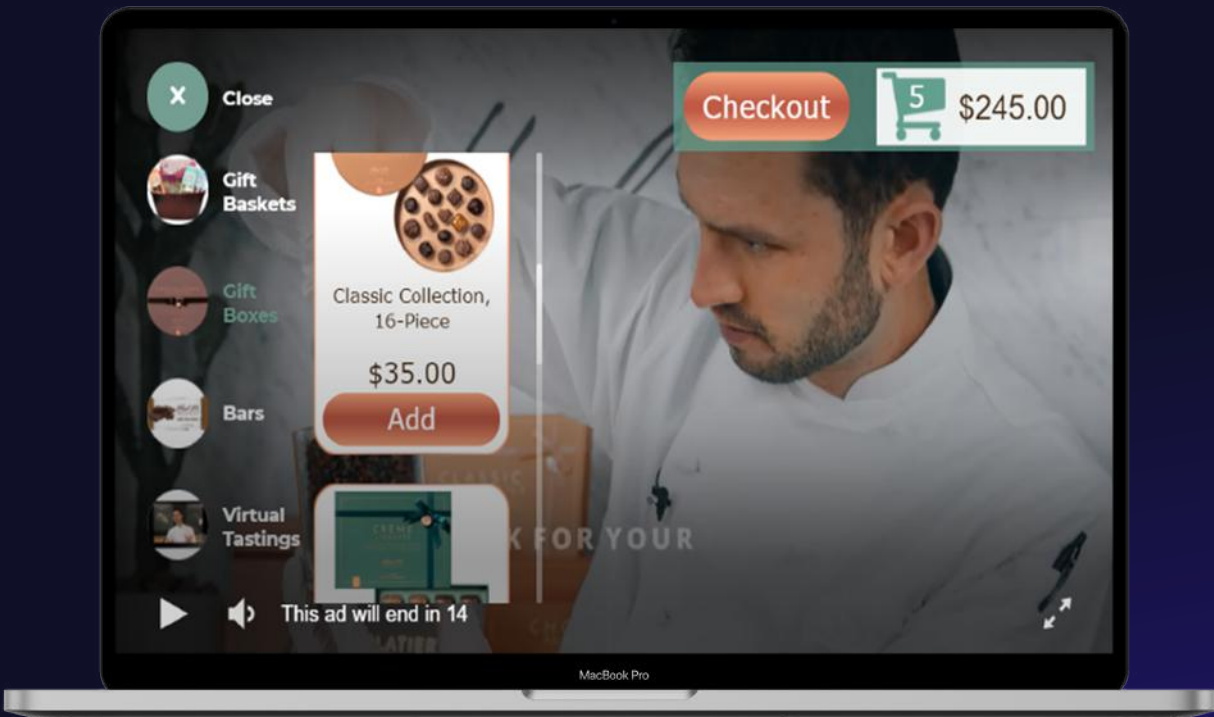 X
Close
Checkout
5
$245.00
Gift
Baskets
Gift
Boxes
Bars
Virtual
Tastings
Classic Collection,
16-Piece
$35.00
Add
CRÈME
K FOR YOUR
This ad will end in 14
MacBook Pro